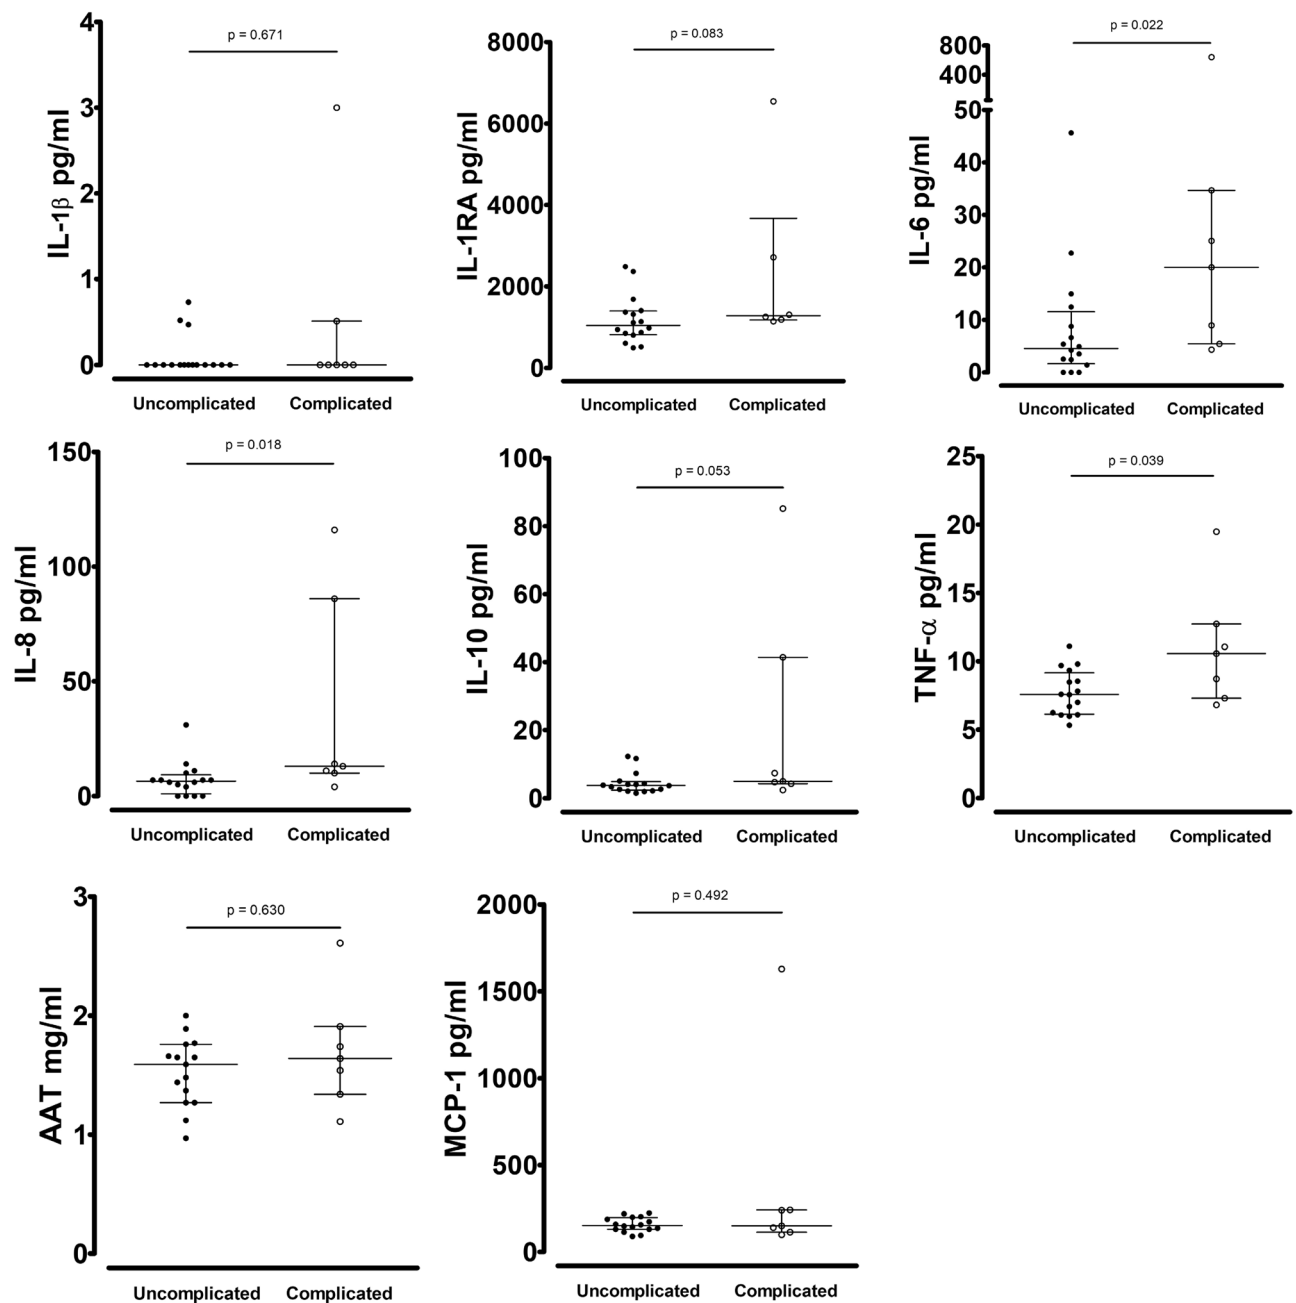 p = 0.671
IL-1β pg/ml
4
3
2
1
0
Uncomplicated Complicated
p = 0.083
IL-1RA pg/ml
8000
6000
4000
2000
0
Uncomplicated Complicated
p = 0.022
IL-6 pg/ml
800
400
50
40
30
20
10
0
Uncomplicated Complicated
p = 0.018
IL-8 pg/ml
150
100
50
0
Uncomplicated Complicated
p = 0.053
IL-10 pg/ml
100
80
60
40
20
0
Uncomplicated Complicated
p = 0.039
TNF-α pg/ml
25
20
15
10
5
0
Uncomplicated Complicated
p = 0.630
AAT mg/ml
3
2
1
0
Uncomplicated Complicated
p = 0.492
MCP-1 pg/ml
2000
1500
1000
500
0
Uncomplicated Complicated